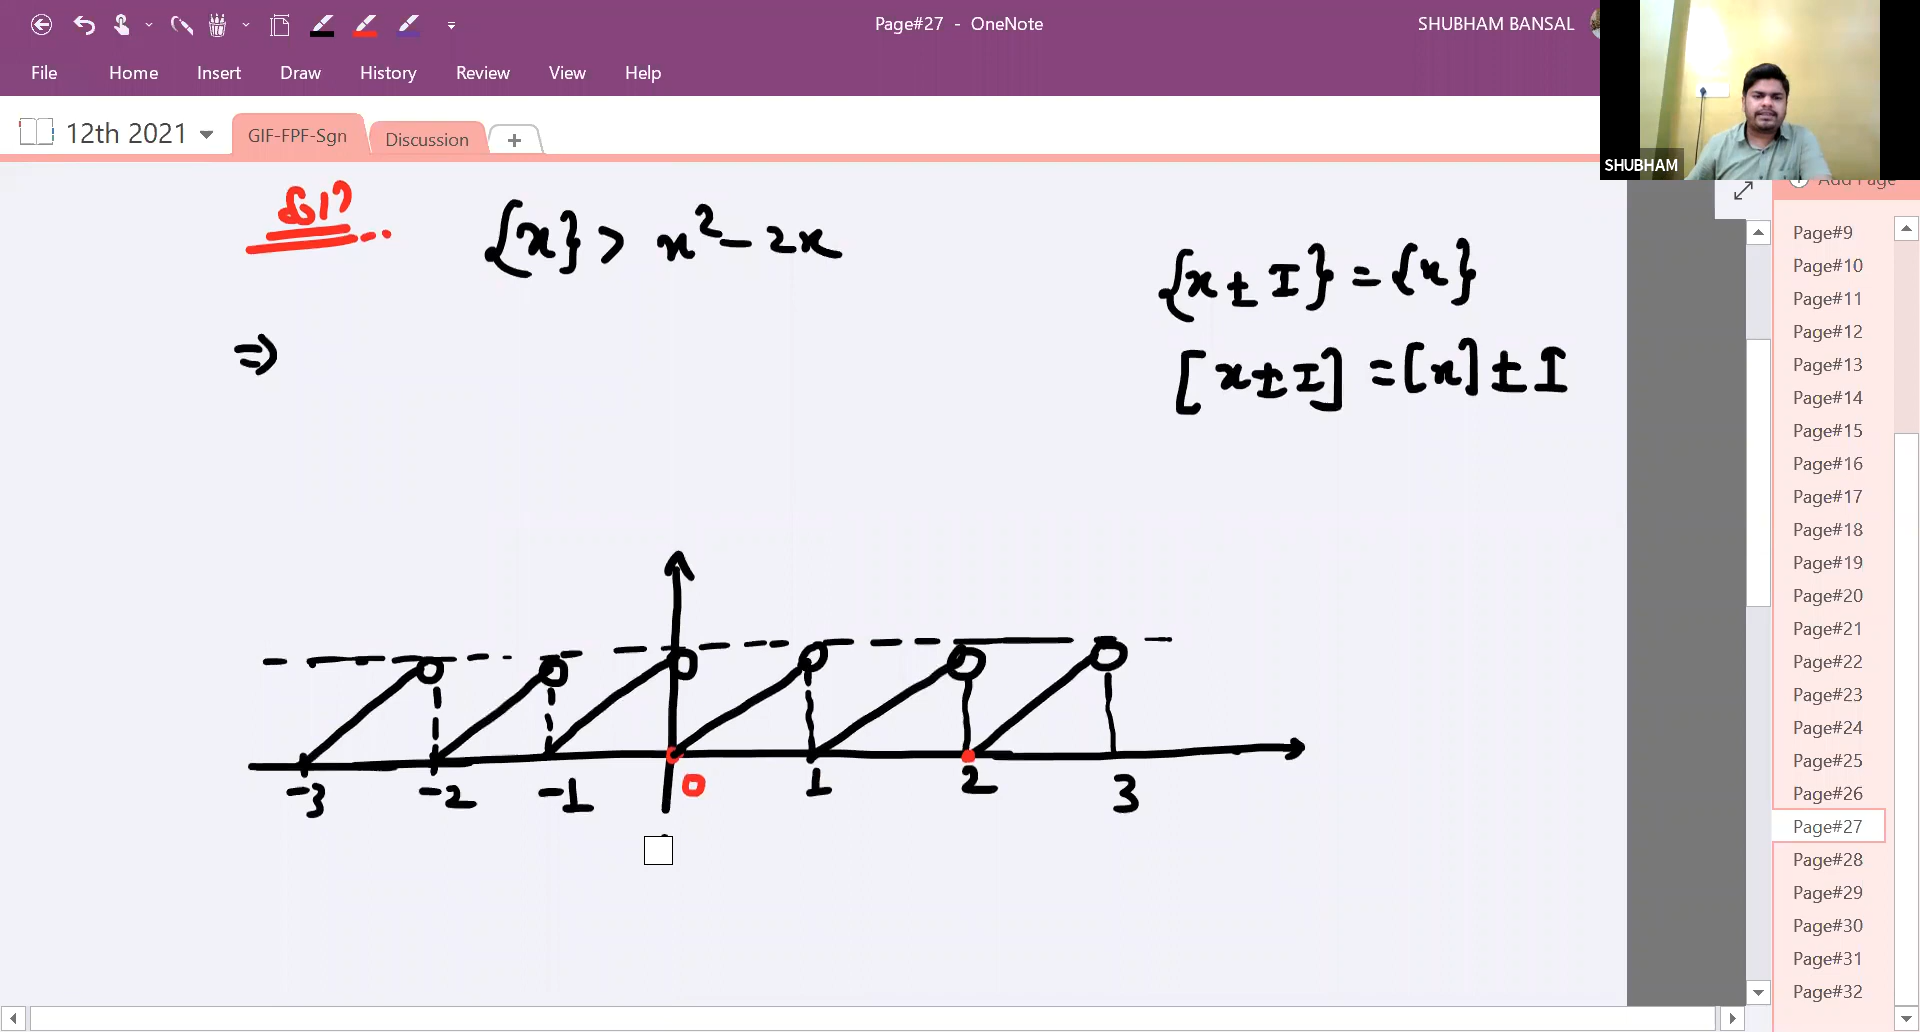 Page#27 - OneNote
SHUBHAM BANSAL
File Home Insert Draw History Review View Help
12th 2021
GIF-FPF-Sgn
Discussion
SHUBHAM
Add Page
{x} > x² - 2x
{x ± I} = {x}
[x ± I] = [x] ± I
⇒
-3 -2 -1 0 1 2 3
Page#9
Page#10
Page#11
Page#12
Page#13
Page#14
Page#15
Page#16
Page#17
Page#18
Page#19
Page#20
Page#21
Page#22
Page#23
Page#24
Page#25
Page#26
Page#27
Page#28
Page#29
Page#30
Page#31
Page#32